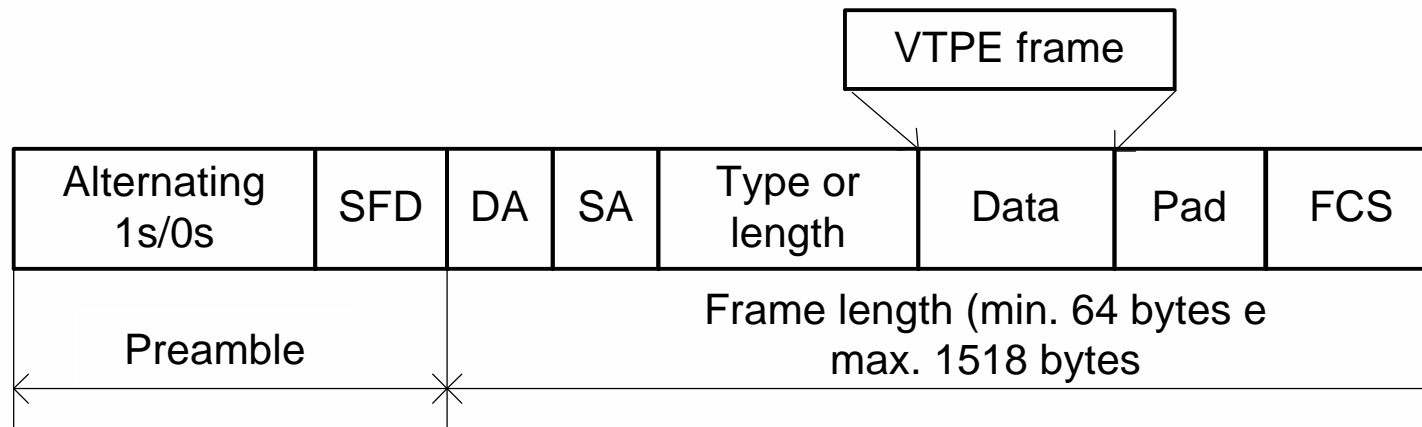 VTPE frame
Alternating
1s/0s
SFD
DA
SA
Type or
length
Data
Pad
FCS
Preamble
Frame length (min. 64 bytes e
max. 1518 bytes